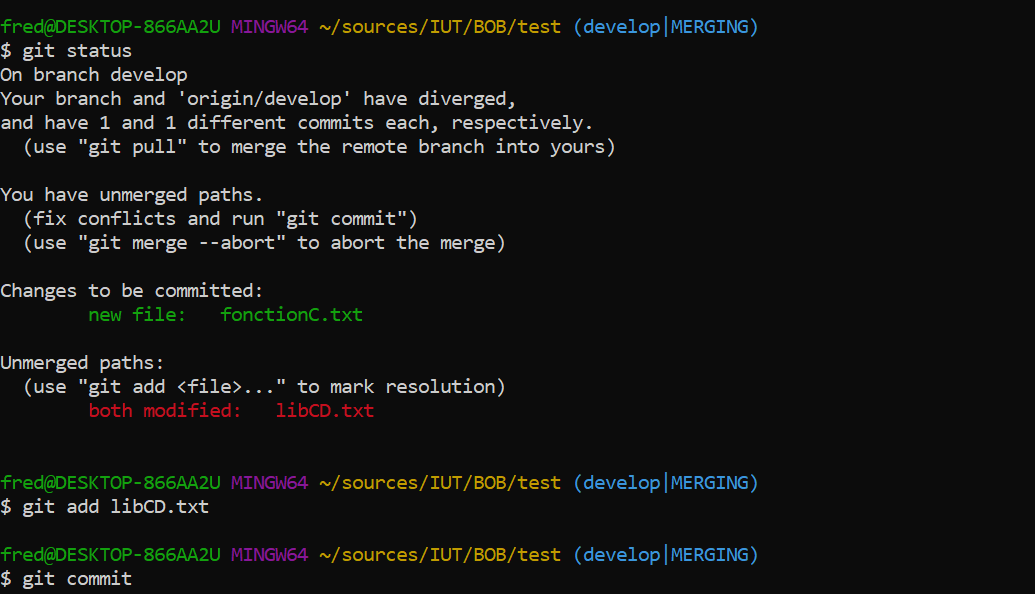 fred@DESKTOP-866AA2U MINGW64 ~/sources/IUT/BOB/test (develop|MERGING)
$ git status
On branch develop
Your branch and 'origin/develop' have diverged,
and have 1 and 1 different commits each, respectively.
  (use "git pull" to merge the remote branch into yours)

You have unmerged paths.
  (fix conflicts and run "git commit")
  (use "git merge --abort" to abort the merge)

Changes to be committed:
        new file:   fonctionC.txt

Unmerged paths:
  (use "git add <file>..." to mark resolution)
        both modified:   libCD.txt

fred@DESKTOP-866AA2U MINGW64 ~/sources/IUT/BOB/test (develop|MERGING)
$ git add libCD.txt

fred@DESKTOP-866AA2U MINGW64 ~/sources/IUT/BOB/test (develop|MERGING)
$ git commit